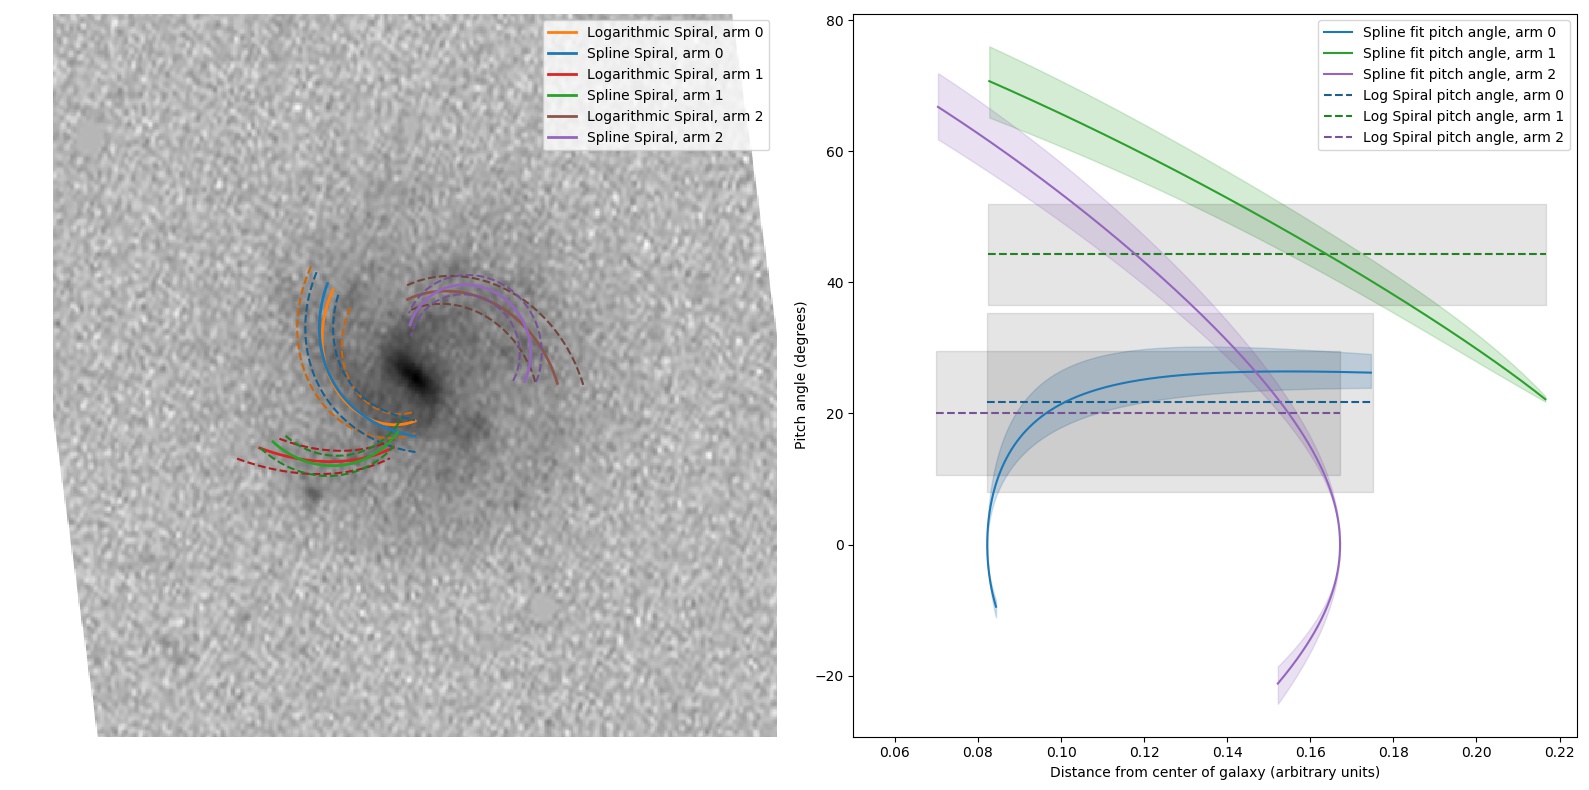 Logarithmic Spiral, arm 0
Spline Spiral, arm 0
Logarithmic Spiral, arm 1
Spline Spiral, arm 1
Logarithmic Spiral, arm 2
Spline Spiral, arm 2
80
60
40
20
0
−20
Pitch angle (degrees)
Spline fit pitch angle, arm 0
Spline fit pitch angle, arm 1
Spline fit pitch angle, arm 2
Log Spiral pitch angle, arm 0
Log Spiral pitch angle, arm 1
Log Spiral pitch angle, arm 2
0.06 0.08 0.10 0.12 0.14 0.16 0.18 0.20 0.22
Distance from center of galaxy (arbitrary units)